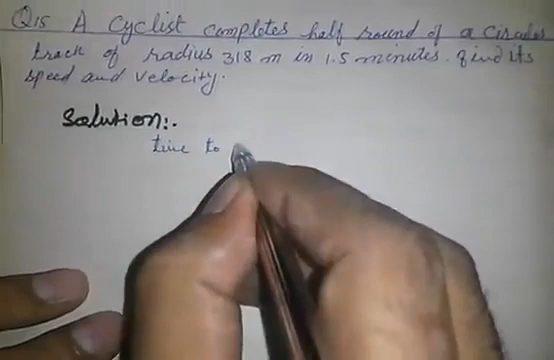 Q15 A Cyclist completes half round of a Circular
track of radius 318 m in 1.5 minutes. find its
speed and velocity.
Solution:.
time to